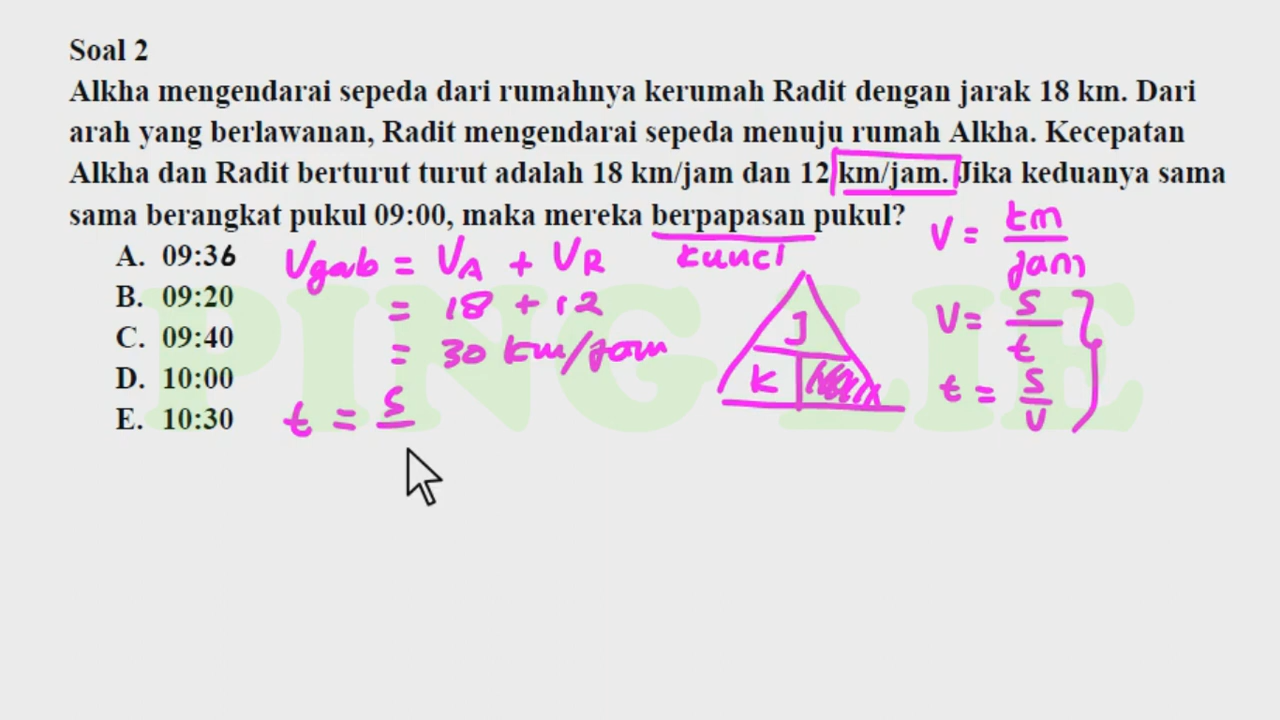 Soal 2
Alkha mengendarai sepeda dari rumahnya kerumah Radit dengan jarak 18 km. Dari
arah yang berlawanan, Radit mengendarai sepeda menuju rumah Alkha. Kecepatan
Alkha dan Radit berturut turut adalah 18 km/jam dan 12 km/jam. Jika keduanya sama
sama berangkat pukul 09:00, maka mereka berpapasan pukul?
A. 09:36
B. 09:20
C. 09:40
D. 10:00
E. 10:30
PING LIE
Vgab = VA + VR
= 18 + 12
= 30 km/jam
t = s
kunci
J
K
V = km
jam
V = s
t
t = s
v